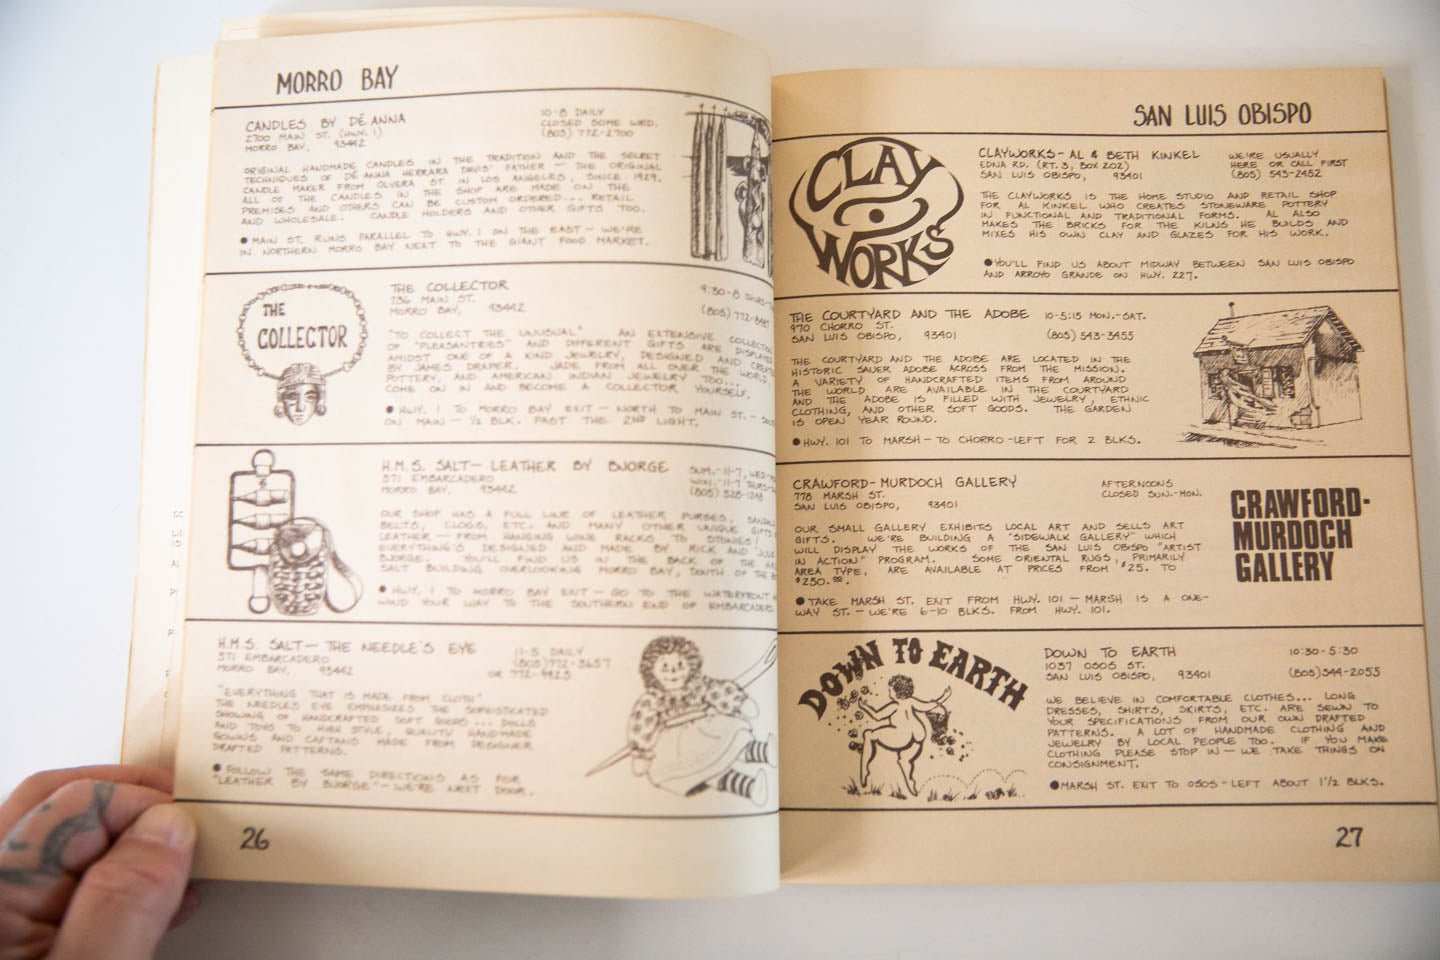 MORRO BAY
CANDLES BY DÉ ANNA
2700 MAIN ST. (HWY. 1)
MORRO BAY, 93442
10-8 DAILY
CLOSED SOME WED.
(805) 772-2700
ORIGINAL HANDMADE CANDLES IN THE TRADITION AND THE SECRET
TECHNIQUES OF DÉ ANNA HERRARA DAVIS' FATHER - THE ORIGINAL
CANDLE MAKER FROM OLVERA ST. IN LOS ANGELES, SINCE 1929.
ALL OF THE CANDLES IN THE SHOP ARE MADE ON THE
PREMISES AND OTHERS CAN BE CUSTOM ORDERED... RETAIL
AND WHOLESALE. CANDLE HOLDERS AND OTHER GIFTS TOO.
● MAIN ST. RUNS PARALLEL TO HWY. 1 ON THE EAST - WE'RE
IN NORTHERN MORRO BAY NEXT TO THE GIANT FOOD MARKET.
THE
COLLECTOR
THE COLLECTOR
736 MAIN ST.
MORRO BAY, 93442
9:30-8 THURS-
(805) 772-
"TO COLLECT THE UNUSUAL" AN EXTENSIVE COLLECTION
OF "PLEASANTRIES" AND DIFFERENT GIFTS ARE DISPLAYED
AMIDST ONE OF A KIND JEWELRY, DESIGNED AND CREATED
BY JAMES DRAPER. JADE FROM ALL OVER THE WORLD,
POTTERY, AND AMERICAN INDIAN JEWELRY TOO...
COME ON IN AND BECOME A COLLECTOR YOURSELF.
● HWY. 1 TO MORRO BAY EXIT - NORTH TO MAIN ST. - SOUTH
ON MAIN - 1/2 BLK. PAST THE 2ND LIGHT.
H.M.S. SALT - LEATHER BY BJORGE
571 EMBARCADERO
MORRO BAY, 93442
SUM.-11-7, WED-
WIN.-11-7 THURS-
(805) 528-1248
OUR SHOP HAS A FULL LINE OF LEATHER PURSES, SANDALS
BELTS, CLOGS, ETC. AND MANY OTHER UNIQUE GIFTS
LEATHER - FROM HANGING WINE RACKS TO STONIES!
EVERYTHING'S DESIGNED AND MADE BY RICK AND
BJORGE. YOU'LL FIND US IN THE BACK OF THE
SALT BUILDING OVERLOOKING MORRO BAY, SOUTH OF THE
● HWY. 1 TO MORRO BAY EXIT - GO TO THE WATERFRONT
WIND YOUR WAY TO THE SOUTHERN END OF EMBARCADERO.
H.M.S. SALT - THE NEEDLE'S EYE
571 EMBARCADERO
MORRO BAY, 93442
11-5 DAILY
(805) 772-3657
OR 772-9923
"EVERYTHING THAT IS MADE FROM CLOTH"
THE NEEDLES EYE EMPHASIZES THE SOPHISTICATED
SHOWING OF HANDCRAFTED SOFT GOODS... DOLLS
AND TOYS TO HIGH STYLE, QUALITY HANDMADE
GOWNS AND CAFTANS MADE FROM DESIGNER
DRAFTED PATTERNS.
● FOLLOW THE SAME DIRECTIONS AS FOR
"LEATHER BY BJORGE" - WE'RE NEXT DOOR.
26
SAN LUIS OBISPO
CLAY
WORKS
CLAYWORKS - AL & BETH KINKEL
EDNA RD. (RT. 3, BOX 202)
SAN LUIS OBISPO, 93401
WE'RE USUALLY
HERE OR CALL FIRST
(805) 543-2452
THE CLAYWORKS IS THE HOME STUDIO AND RETAIL SHOP
FOR AL KINKEL WHO CREATES STONEWARE POTTERY
IN FUNCTIONAL AND TRADITIONAL FORMS. AL ALSO
MAKES THE BRICKS FOR THE KILNS HE BUILDS AND
MIXES HIS OWN CLAY AND GLAZES FOR HIS WORK.
● YOU'LL FIND US ABOUT MIDWAY BETWEEN SAN LUIS OBISPO
AND ARROYO GRANDE ON HWY. 227.
THE COURTYARD AND THE ADOBE
970 CHORRO ST.
SAN LUIS OBISPO, 93401
10-5:15 MON.-SAT.
(805) 543-3455
THE COURTYARD AND THE ADOBE ARE LOCATED IN THE
HISTORIC SAUER ADOBE ACROSS FROM THE MISSION.
A VARIETY OF HANDCRAFTED ITEMS FROM AROUND
THE WORLD ARE AVAILABLE IN THE COURTYARD
AND THE ADOBE IS FILLED WITH JEWELRY, ETHNIC
CLOTHING, AND OTHER SOFT GOODS. THE GARDEN
IS OPEN YEAR ROUND.
● HWY. 101 TO MARSH - TO CHORRO - LEFT FOR 2 BLKS.
CRAWFORD-MURDOCH GALLERY
778 MARSH ST.
SAN LUIS OBISPO, 93401
AFTERNOONS
CLOSED SUN.-MON.
OUR SMALL GALLERY EXHIBITS LOCAL ART AND SELLS ART
GIFTS. WE'RE BUILDING A "SIDEWALK GALLERY" WHICH
WILL DISPLAY THE WORKS OF THE SAN LUIS OBISPO "ARTIST
IN ACTION" PROGRAM. SOME ORIENTAL RUGS, PRIMARILY
AREA TYPE, ARE AVAILABLE AT PRICES FROM $25. TO
$250.00.
● TAKE MARSH ST. EXIT FROM HWY. 101 - MARSH IS A ONE-
WAY ST. - WE'RE 6-10 BLKS. FROM HWY. 101.
CRAWFORD-
MURDOCH
GALLERY
DOWN TO EARTH
DOWN TO EARTH
1037 OSOS ST.
SAN LUIS OBISPO, 93401
10:30-5:30
(805) 544-2055
WE BELIEVE IN COMFORTABLE CLOTHES... LONG
DRESSES, SHIRTS, SKIRTS, ETC. ARE SEWN TO
YOUR SPECIFICATIONS FROM OUR OWN DRAFTED
PATTERNS. A LOT OF HANDMADE CLOTHING AND
JEWELRY BY LOCAL PEOPLE TOO. IF YOU MAKE
CLOTHING PLEASE STOP IN - WE TAKE THINGS ON
CONSIGNMENT.
● MARSH ST. EXIT TO OSOS - LEFT ABOUT 1 1/2 BLKS.
27